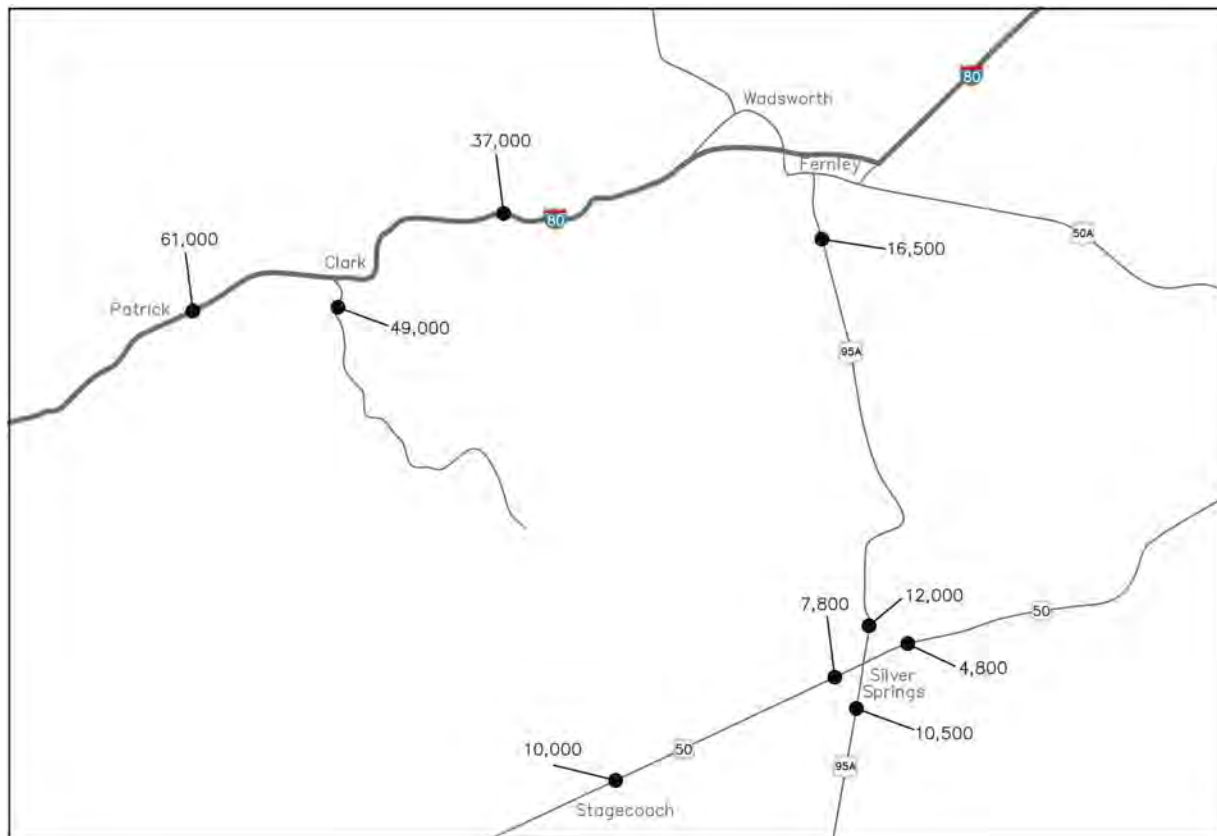 80
Wadsworth
37,000
Fernley
80
50A
61,000
Clark
16,500
Patrick
49,000
95A
7,800
12,000
50
4,800
Silver
Springs
10,500
10,000
50
95A
Stagecoach